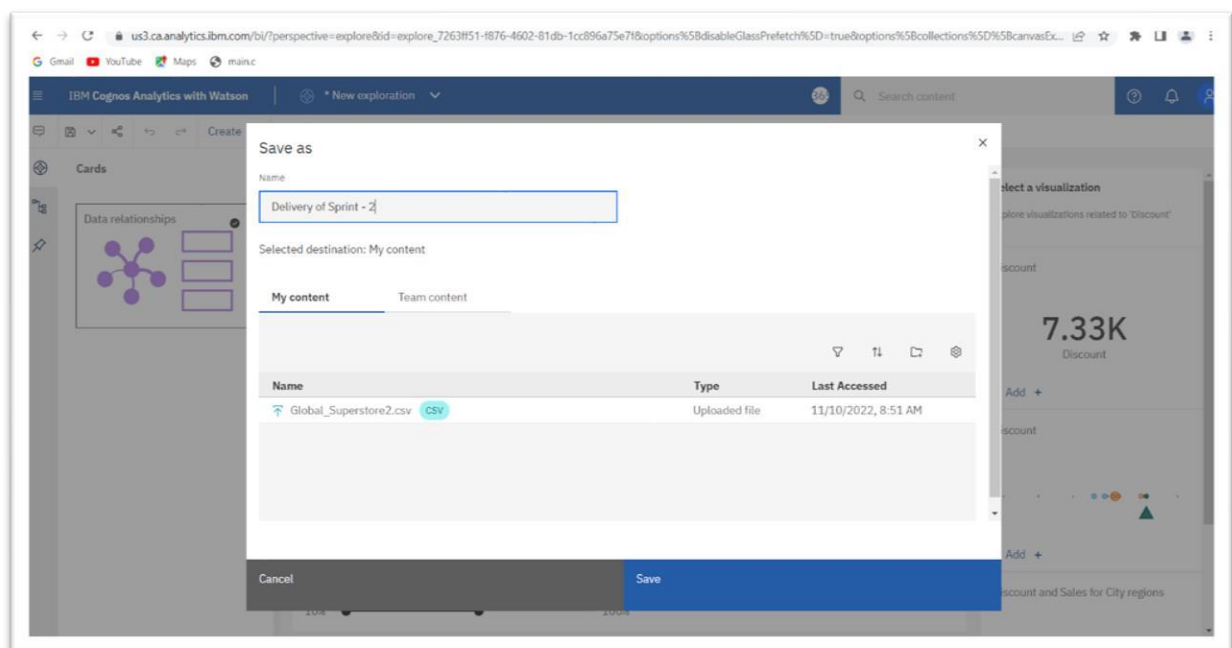 us3.ca.analytics.ibm.com/bi/?perspective=explore&id=explore_7263ff51-f876-4602-81db-1cc896a75e7f&options%5BdisableGlassPrefetch%5D=true&options%5Bcollections%5D%5BcanvasEx...
Gmail YouTube Maps main.c
IBM Cognos Analytics with Watson * New exploration Search content
Create
Cards
Data relationships
Save as
Name
Delivery of Sprint - 2
Selected destination: My content
My content Team content
Name Type Last Accessed
Global_Superstore2.csv CSV Uploaded file 11/10/2022, 8:51 AM
Cancel Save
elect a visualization
plore visualizations related to 'Discount'
iscount
7.33K
Discount
Add +
iscount
Add +
iscount and Sales for City regions
10% 100%